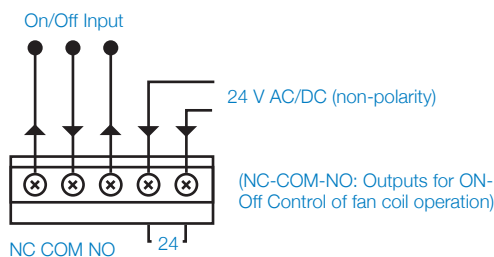 On/Off Input
24 V AC/DC (non-polarity)
(NC-COM-NO: Outputs for ON-
Off Control of fan coil operation)
NC COM NO
24